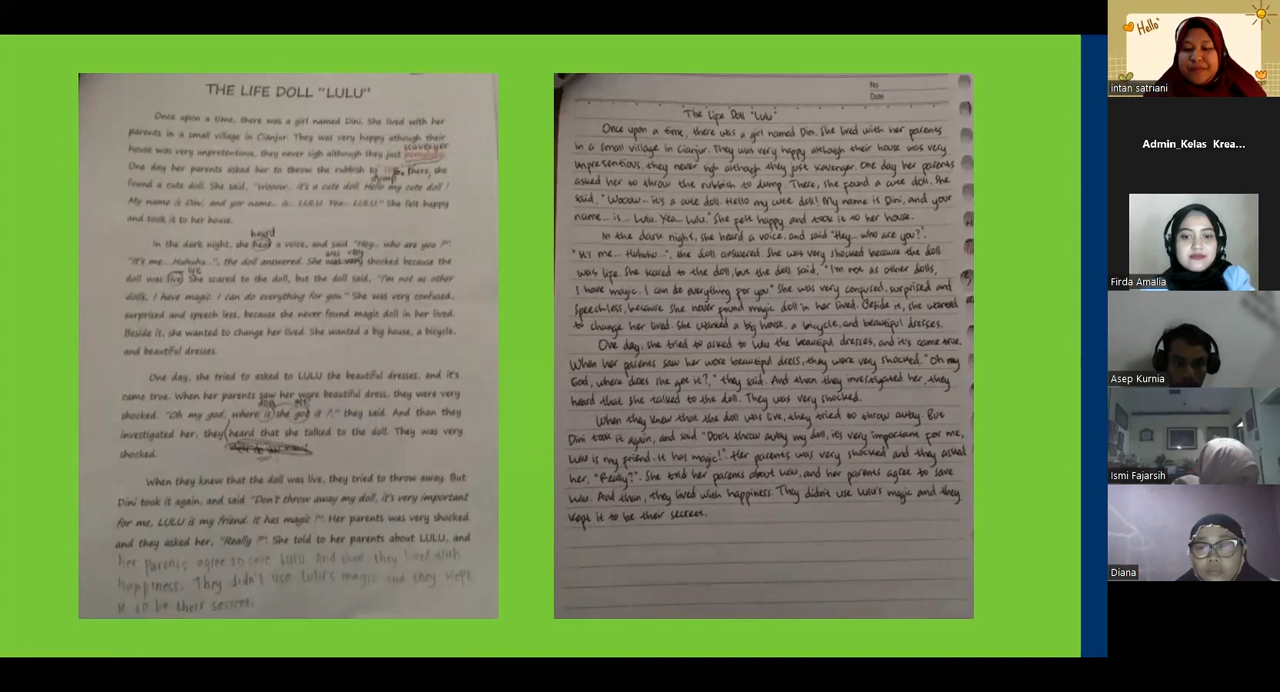 THE LIFE DOLL "LULU"
Once upon a time, there was a girl named Dini. She lived with her
parents in a small village in Cianjur. They were very happy athough their
scavenger
house was very unpretentious, they never sigh although they just
One day her parents asked her to throw the rubbish to there, she
dump
found a cute doll. She said, "Wooow... it's a cute doll. Hello my cute doll!
My name is Dini, and your name... is... LULU Yea... LULU." She felt happy
and took it to her house.
heard
In the dark night, she a voice, and said "Hey... who are you?".
was very
"It's me... Huhuhu...", the doll answered. She was very shocked because the
life
doll was live. She scared to the doll, but the doll said, "I'm not as other
dolls, I have magic. I can do everything for you." She was very confused,
surprised and speech less, because she never found magic doll in her lived.
Beside it, she wanted to change her lived. She wanted a big house, a bicycle,
and beautiful dresses.
One day, she tried to asked to LULU the beautiful dresses, and it's
came true. When her parents saw her wore beautiful dress, they were very
does get
shocked. "Oh my god, where is she got it?," they said. And than they
investigated her, they heard that she talked to the doll. They was very
shocked.
When they knew that the doll was live, they tried to throw away. But
Dini took it again, and said "Don't throw away my doll, it's very important
for me, LULU is my friend. It has magic!". Her parents was very shocked
and they asked her, "Really?". She told to her parents about LULU, and
her parents agree to save Lulu. And than they lived with
happiness. They didn't use Lulu's magic and they kept
it to be their secret.
No
Date
The Life Doll "Lulu"
Once upon a time, there was a girl named Dini. She lived with her parents
in a small village in Cianjur. They were very happy although their house was very
unpretentious, they never sigh although they just scavenger. One day her parents
asked her to throw the rubbish to dump. There, she found a cute doll. She
said, "Wooow... it's a cute doll. Hello my cute doll! My name is Dini, and your
name... is... Lulu. Yea... Lulu." She felt happy and took it to her house.
In the dark night, she heard a voice, and said "Hey... who are you?".
"It's me... Huhuhu...", the doll answered. She was very shocked because the doll
was life. She scared to the doll, but the doll said, "I'm not as other dolls,
I have magic. I can do everything for you" She was very confused, surprised and
speechless, because she never found magic doll in her lived. Beside it, she wanted
to change her lived. She wanted a big house, a bicycle, and beautiful dresses.
One day, she tried to asked to Lulu the beautiful dresses, and it's came true.
When her parents saw her wore beautiful dress, they were very shocked. "Oh my
God, where does she get it?," they said. And than they investigated her, they
heard that she talked to the doll. They was very shocked.
When they knew that the doll was live, they tried to throw away. But
Dini took it again, and said "Don't throw away my doll, it's very important for me,
Lulu is my friend. It has magic!" Her parents was very shocked and they asked
her, "Really?". She told her parents about Lulu, and her parents agree to save
Lulu. And than, they lived with happiness. They didn't use Lulu's magic and they
kept it to be their secret.
Hello
intan satriani
Admin_Kelas Krea...
Firda Amalia
Asep Kurnia
Ismi Fajarsih
Diana